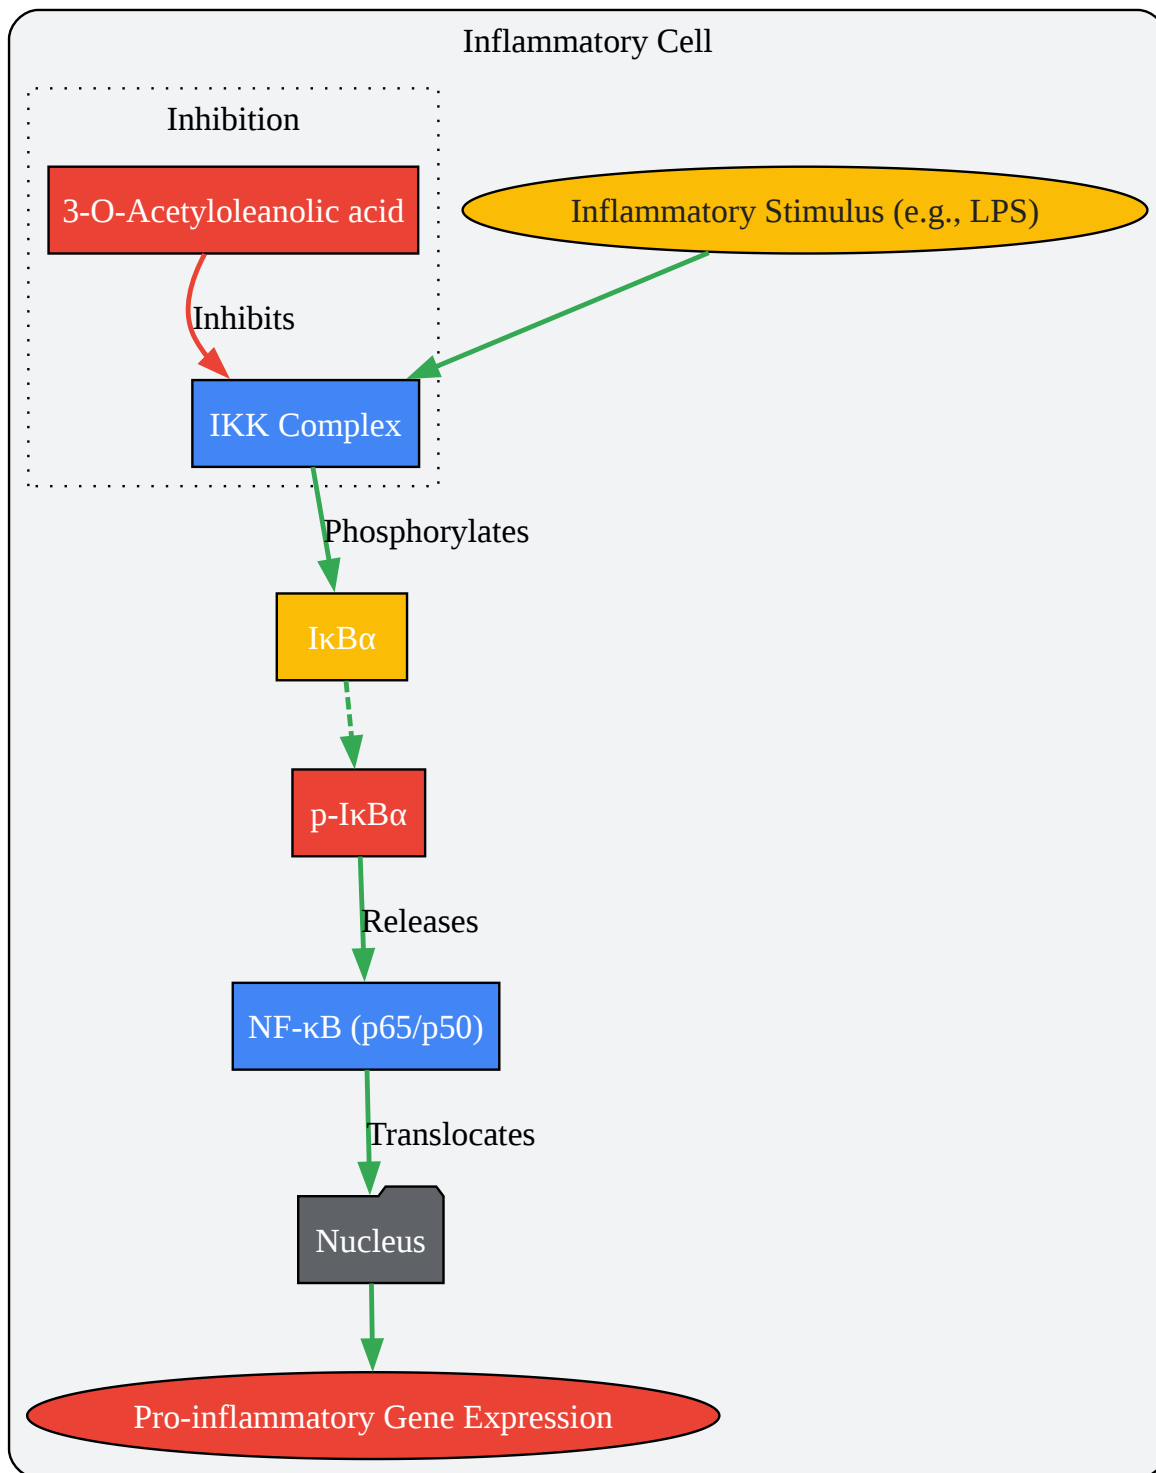 Inflammatory Cell
Inhibition
3-O-Acetyloleanolic acid
Inflammatory Stimulus (e.g., LPS)
Inhibits
IKK Complex
Phosphorylates
IκBα
p-IκBα
Releases
NF-κB (p65/p50)
Translocates
Nucleus
Pro-inflammatory Gene Expression